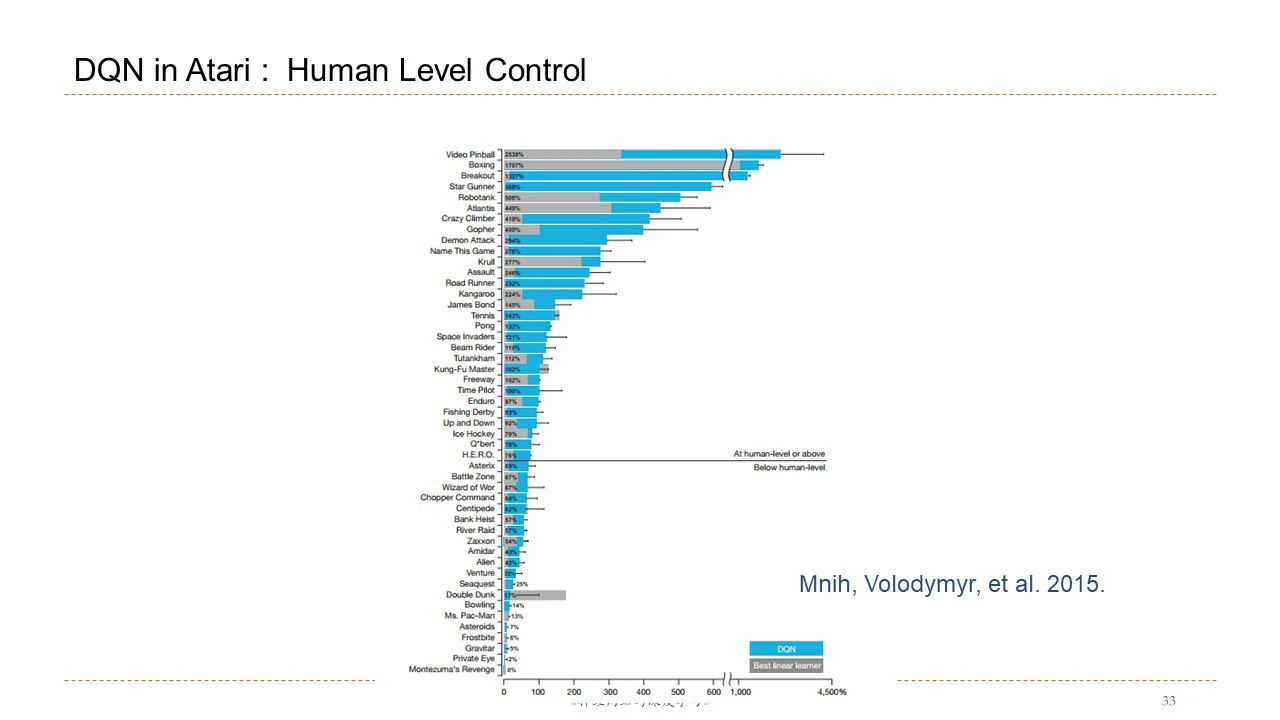 DQN in Atari : Human Level Control
Video Pinball 2539%
Boxing 1707%
Breakout 1327%
Star Gunner 598%
Robotank 508%
Atlantis 449%
Crazy Climber 419%
Gopher 400%
Demon Attack 294%
Name This Game 278%
Krull 277%
Assault 246%
Road Runner 232%
Kangaroo 224%
James Bond 145%
Tennis 143%
Pong 132%
Space Invaders 121%
Beam Rider 119%
Tutankham 112%
Kung-Fu Master 102%
Freeway 102%
Time Pilot 100%
Enduro 97%
Fishing Derby 93%
Up and Down 92%
Ice Hockey 79%
Q*bert 78%
H.E.R.O. 76%
At human-level or above
Asterix 69%
Below human-level
Battle Zone 67%
Wizard of Wor 67%
Chopper Command 64%
Centipede 62%
Bank Heist 57%
River Raid 57%
Zaxxon 54%
Amidar 43%
Alien 42%
Venture 32%
Seaquest 25%
Double Dunk 17%
Bowling 14%
Ms. Pac-Man 13%
Asteroids 7%
Frostbite 6%
Gravitar 5%
Private Eye 2%
Montezuma's Revenge 0%
Mnih, Volodymyr, et al. 2015.
DQN
Best linear learner
0 100 200 300 400 500 600 1,000 4,500%
33